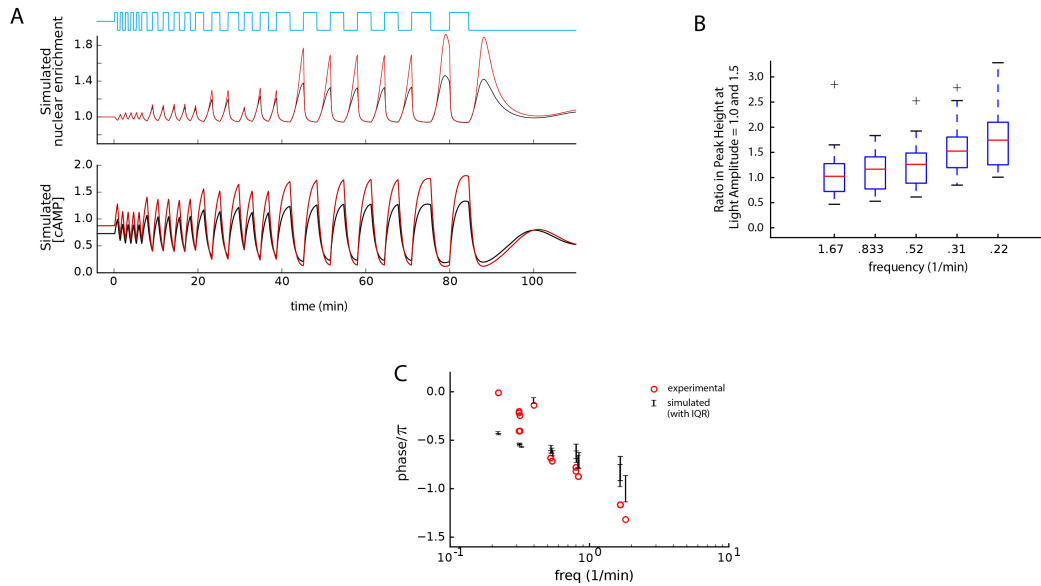 A
Simulated
nuclear enrichment
1.8
1.4
1.0
Simulated
[cAMP]
2.0
1.5
1.0
0.5
0.0
0
20
40
60
80
100
time (min)
B
Ratio in Peak Height at
Light Amplitude = 1.0 and 1.5
3.0
2.5
2.0
1.5
1.0
0.5
0.0
1.67
.833
.52
.31
.22
frequency (1/min)
C
phase/π
0.0
−0.5
−1.0
−1.5
10⁻¹
10⁰
10¹
freq (1/min)
experimental
simulated
(with IQR)